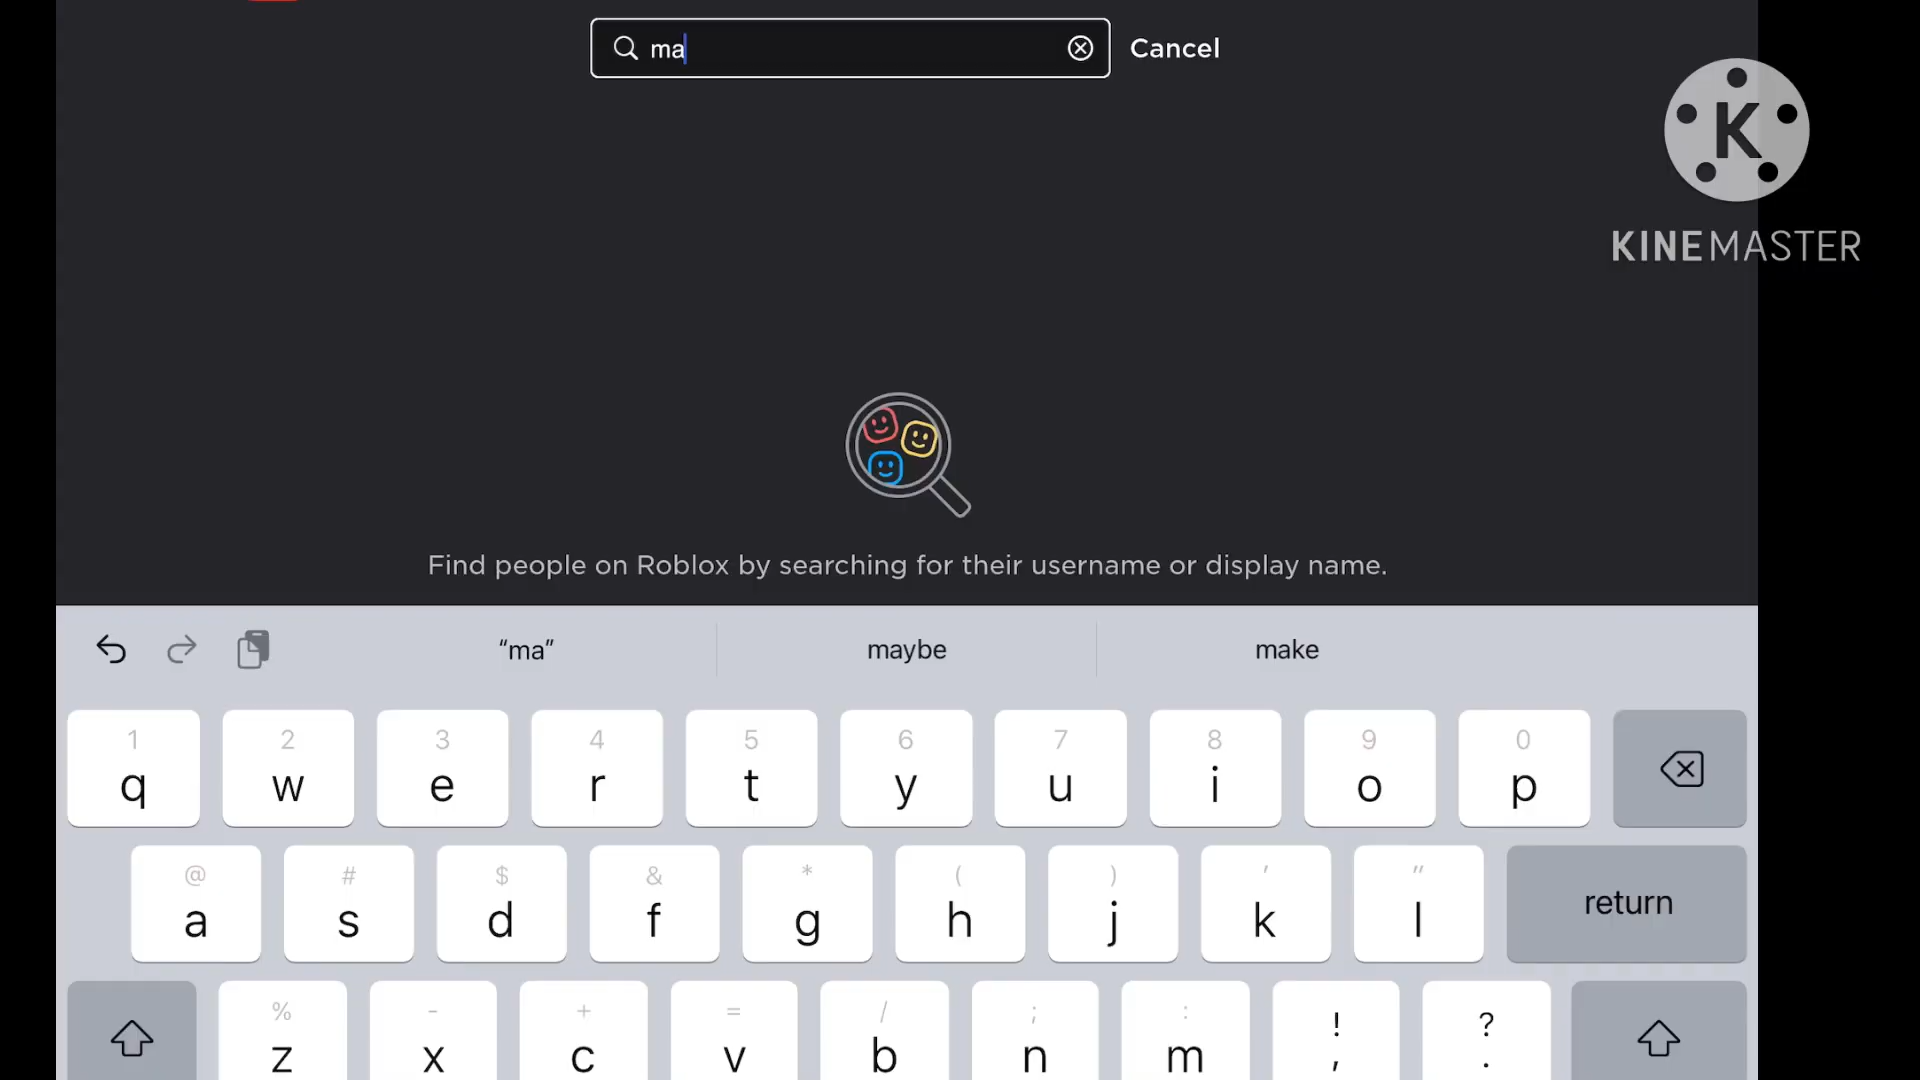 ma
Cancel
K
KINEMASTER
Find people on Roblox by searching for their username or display name.
“ma” maybe make
1 2 3 4 5 6 7 8 9 0
q w e r t y u i o p
@ # $ & * ( ) ' "
a s d f g h j k l return
% - + = / ; : ! ?
z x c v b n m , .